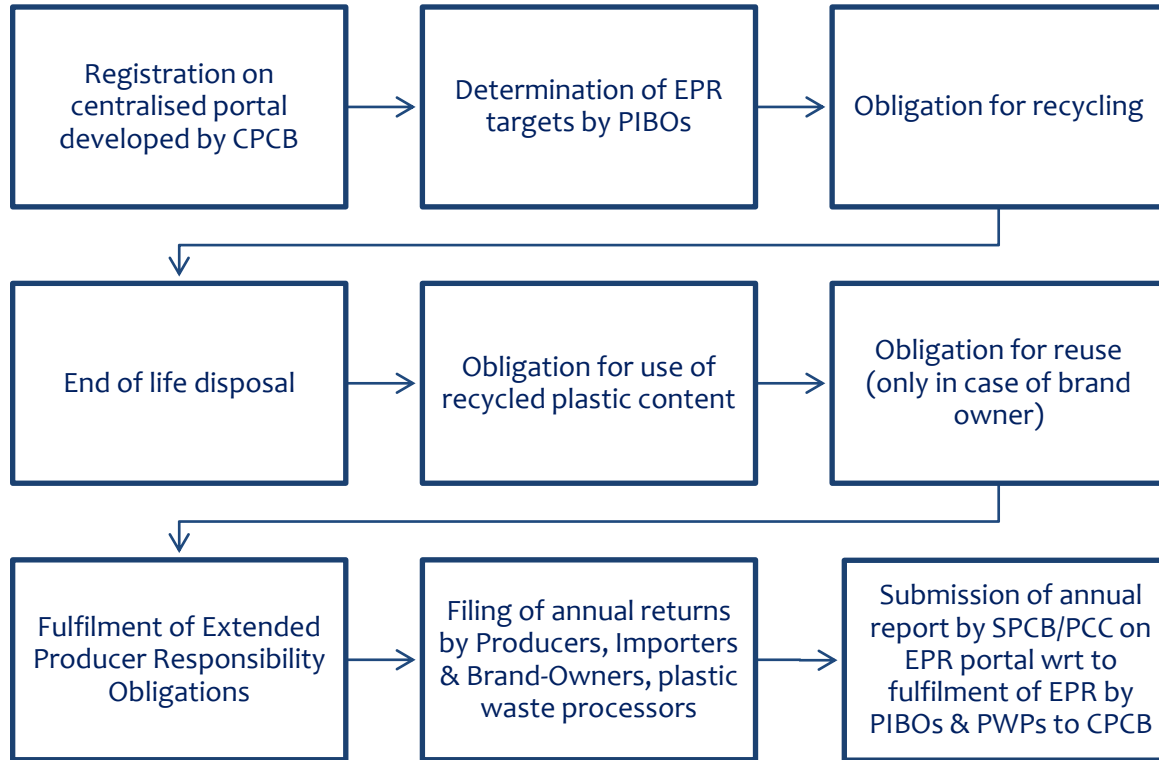 Registration on
centralised portal
developed by CPCB
Determination of EPR
targets by PIBOs
Obligation for recycling
End of life disposal
Obligation for use of
recycled plastic content
Obligation for reuse
(only in case of brand
owner)
Fulfilment of Extended
Producer Responsibility
Obligations
Filing of annual returns
by Producers, Importers
& Brand-Owners, plastic
waste processors
Submission of annual
report by SPCB/PCC on
EPR portal wrt to
fulfilment of EPR by
PIBOs & PWPs to CPCB